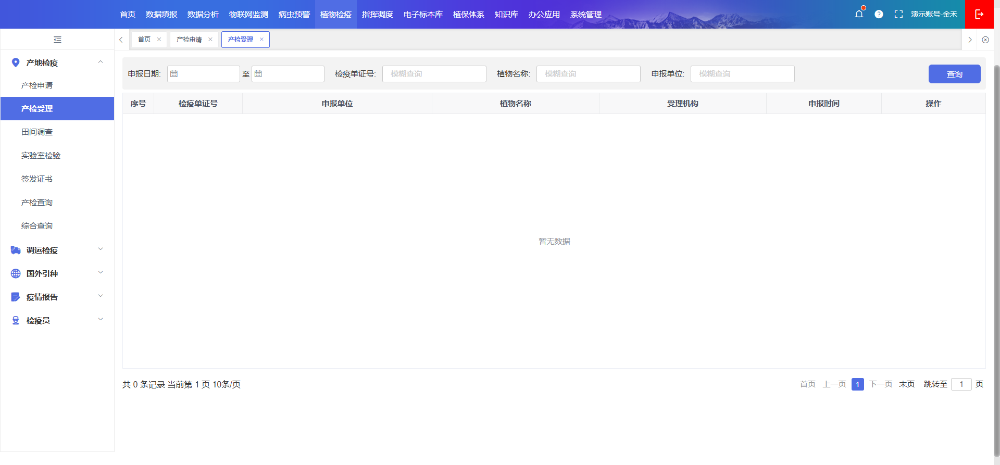 首页 数据填报 数据分析 物联网监测 病虫预警 植物检疫 指挥调度 电子标本库 植保体系 知识库 办公应用 系统管理 演示账号-金禾
首页 产检申请 产检受理
产地检疫
产检申请
产检受理
田间调查
实验室检验
签发证书
产检查询
综合查询
调运检疫
国外引种
疫情报告
检疫员
申报日期: 至 检疫单证号: 模糊查询 植物名称: 模糊查询 申报单位: 模糊查询 查询
序号 检疫单证号 申报单位 植物名称 受理机构 申报时间 操作
暂无数据
共 0 条记录 当前第 1 页 10条/页 首页 上一页 1 下一页 末页 跳转至 1 页